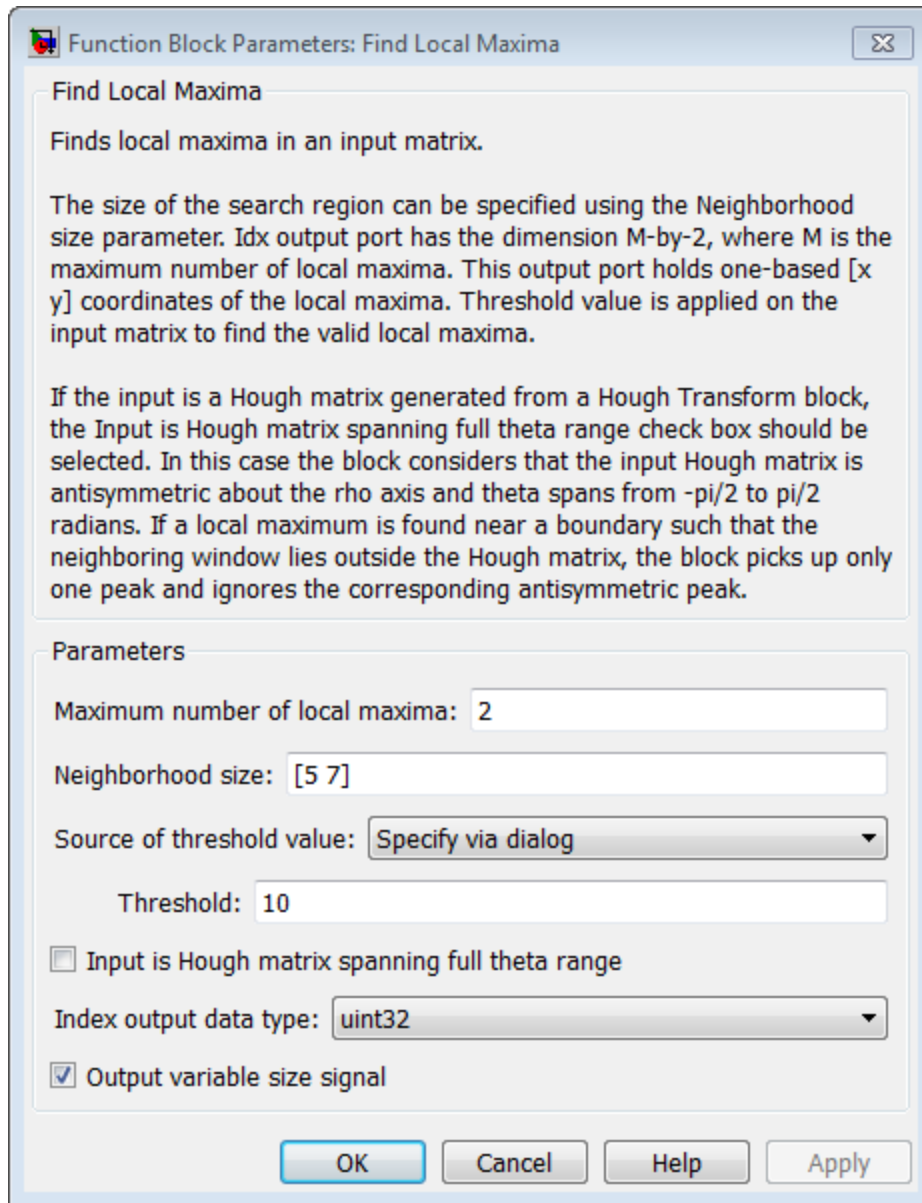 Function Block Parameters: Find Local Maxima
Find Local Maxima
Finds local maxima in an input matrix.
The size of the search region can be specified using the Neighborhood
size parameter. Idx output port has the dimension M-by-2, where M is the
maximum number of local maxima. This output port holds one-based [x
y] coordinates of the local maxima. Threshold value is applied on the
input matrix to find the valid local maxima.
If the input is a Hough matrix generated from a Hough Transform block,
the Input is Hough matrix spanning full theta range check box should be
selected. In this case the block considers that the input Hough matrix is
antisymmetric about the rho axis and theta spans from -pi/2 to pi/2
radians. If a local maximum is found near a boundary such that the
neighboring window lies outside the Hough matrix, the block picks up only
one peak and ignores the corresponding antisymmetric peak.
Parameters
Maximum number of local maxima: 2
Neighborhood size: [5 7]
Source of threshold value: Specify via dialog
Threshold: 10
Input is Hough matrix spanning full theta range
Index output data type: uint32
Output variable size signal
OK Cancel Help Apply